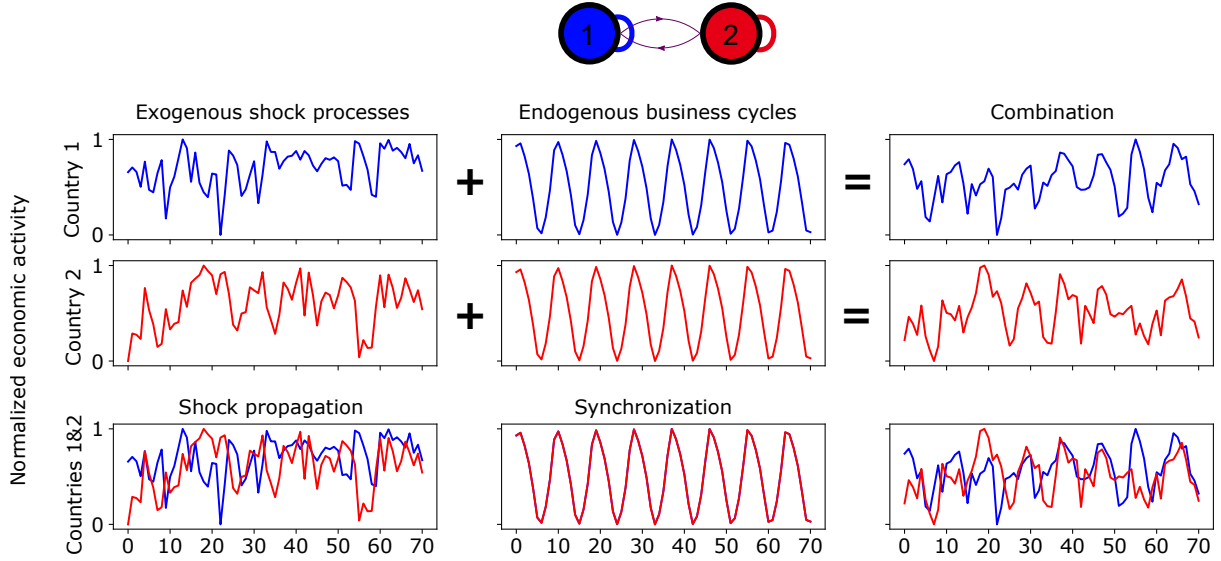 1 2
Exogenous shock processes Endogenous business cycles Combination
Normalized economic activity
Country 1
1
0
+ =
Country 2
1
0
+ =
Shock propagation Synchronization
Countries 1&2
1
0
0 10 20 30 40 50 60 70 0 10 20 30 40 50 60 70 0 10 20 30 40 50 60 70